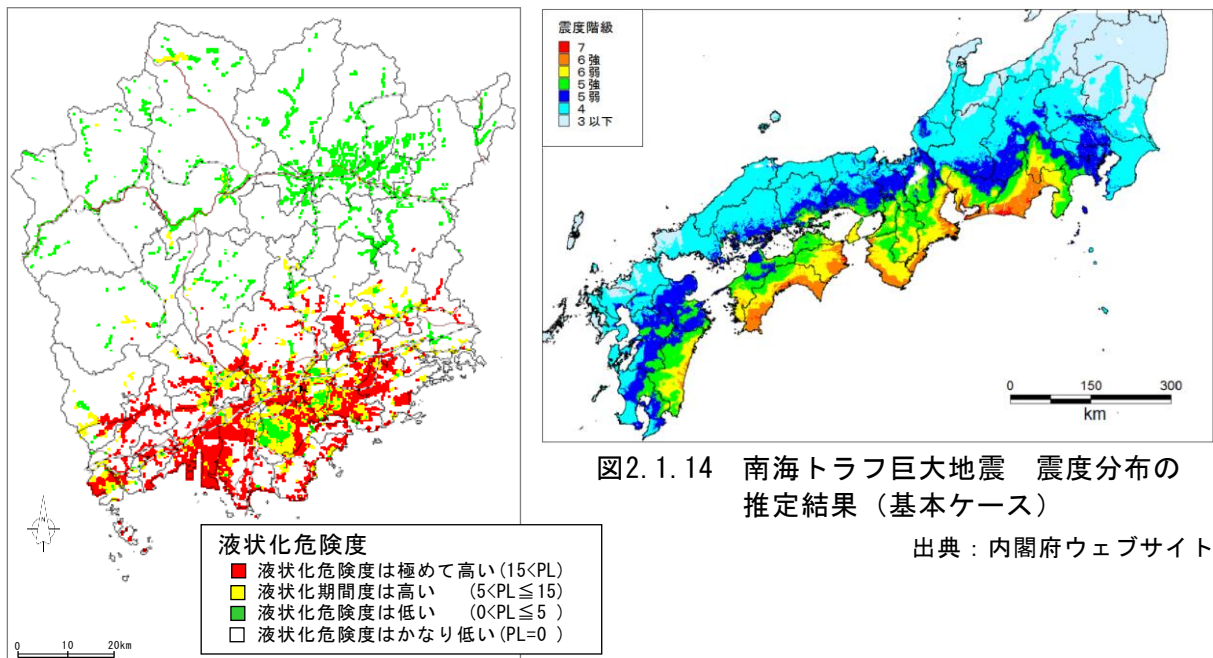 N
液状化危険度
液状化危険度は極めて高い(15<PL)
液状化期間度は高い (5<PL≦15)
液状化危険度は低い (0<PL≦5 )
液状化危険度はかなり低い(PL=0 )
0 10 20km
震度階級
7
6強
6弱
5強
5弱
4
3以下
0 150 300
km
図2.1.14 南海トラフ巨大地震 震度分布の
推定結果（基本ケース）
出典：内閣府ウェブサイト